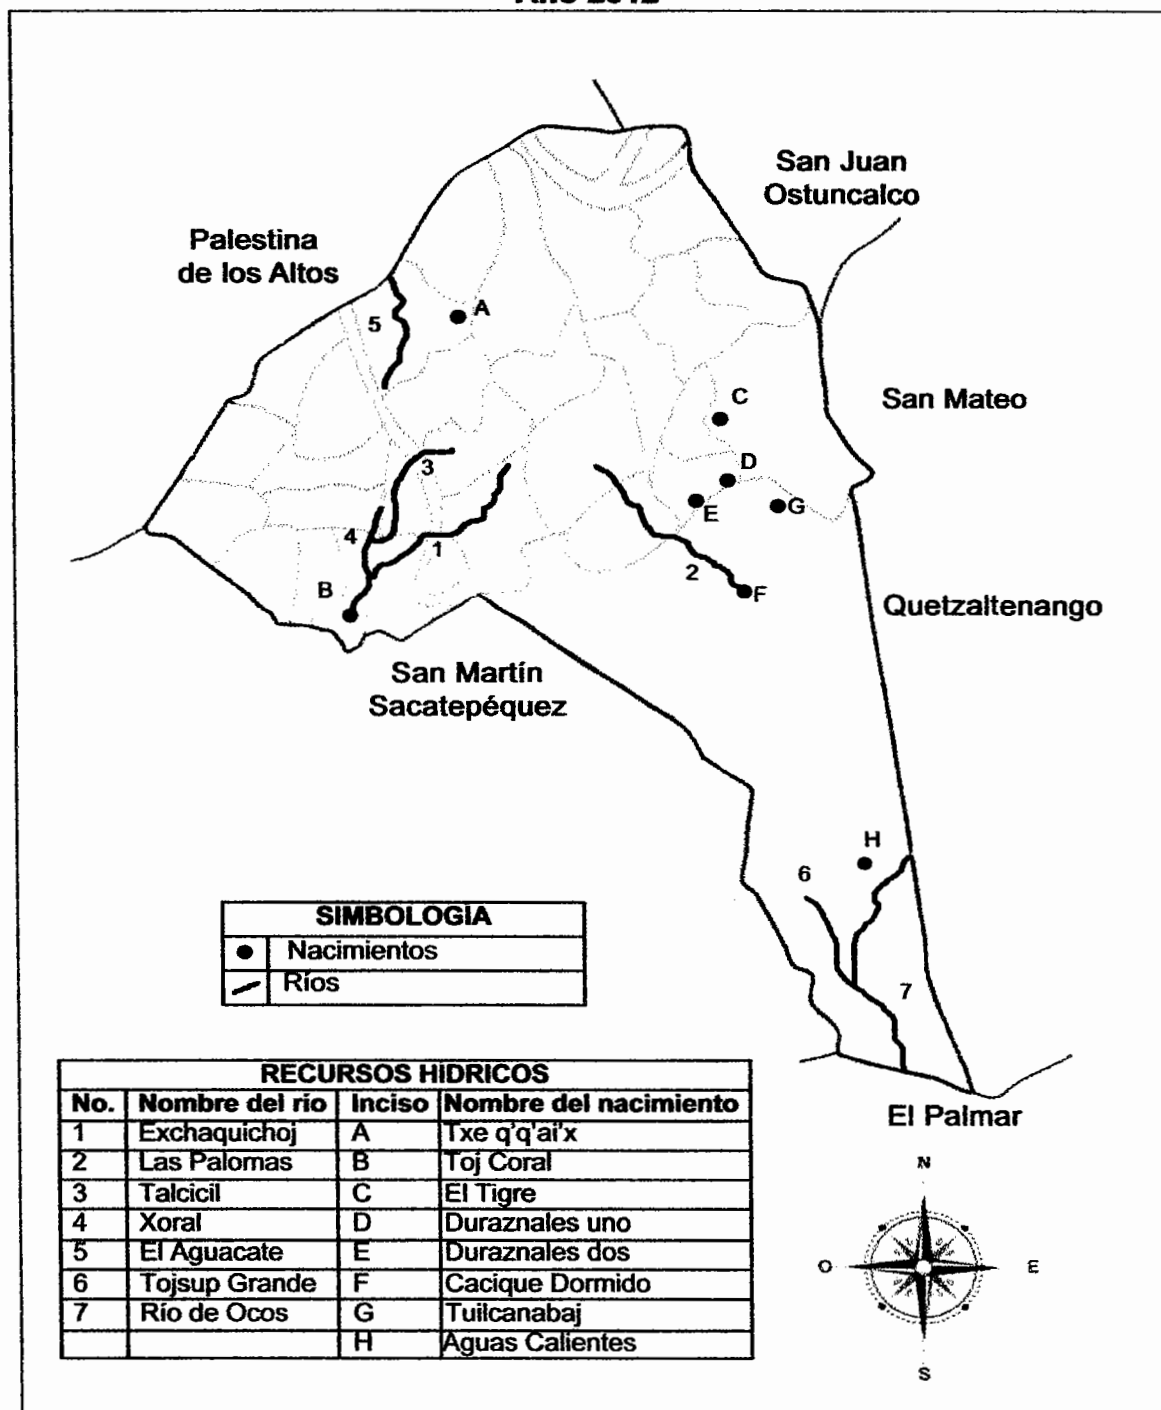 Año 2012
San Juan
Ostuncalco
Palestina
de los Altos
A
5
C
San Mateo
3
D
E
G
4
1
2
B
F
Quetzaltenango
San Martín
Sacatepéquez
H
6
7
SIMBOLOGIA
Nacimientos
Ríos
RECURSOS HIDRICOS
No. Nombre del rio Inciso Nombre del nacimiento
1 Exchaquichoj A Txe q'q'ai'x
2 Las Palomas B Toj Coral
3 Talcicil C El Tigre
4 Xoral D Duraznales uno
5 El Aguacate E Duraznales dos
6 Tojsup Grande F Cacique Dormido
7 Río de Ocos G Tuilcanabaj
H Aguas Calientes
El Palmar
N
O
E
S